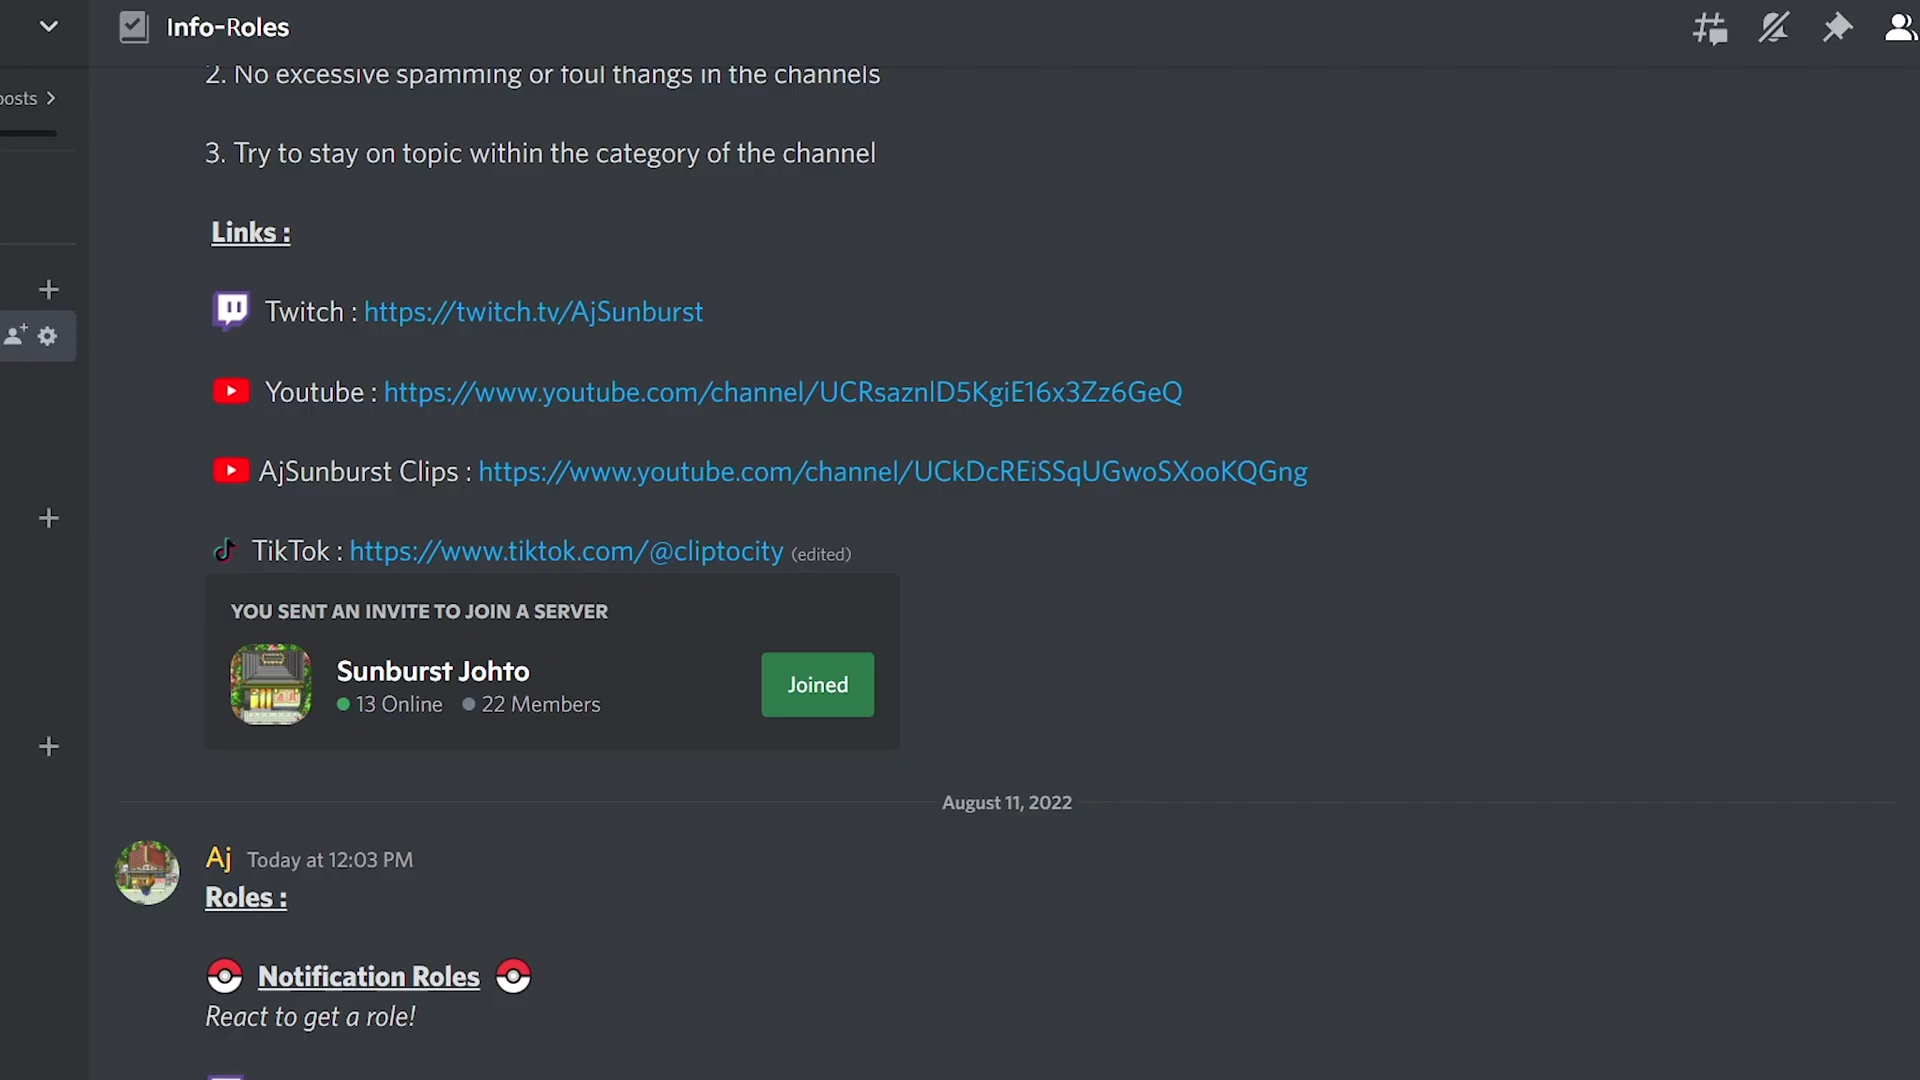 Info-Roles
posts
2. No excessive spamming or foul thangs in the channels
3. Try to stay on topic within the category of the channel
Links :
Twitch : https://twitch.tv/AjSunburst
Youtube : https://www.youtube.com/channel/UCRsaznlD5KgiE16x3Zz6GeQ
AjSunburst Clips : https://www.youtube.com/channel/UCkDcREiSSqUGwoSXooKQGng
TikTok : https://www.tiktok.com/@cliptocity (edited)
YOU SENT AN INVITE TO JOIN A SERVER
Sunburst Johto
13 Online 22 Members
Joined
August 11, 2022
Aj Today at 12:03 PM
Roles :
Notification Roles
React to get a role!